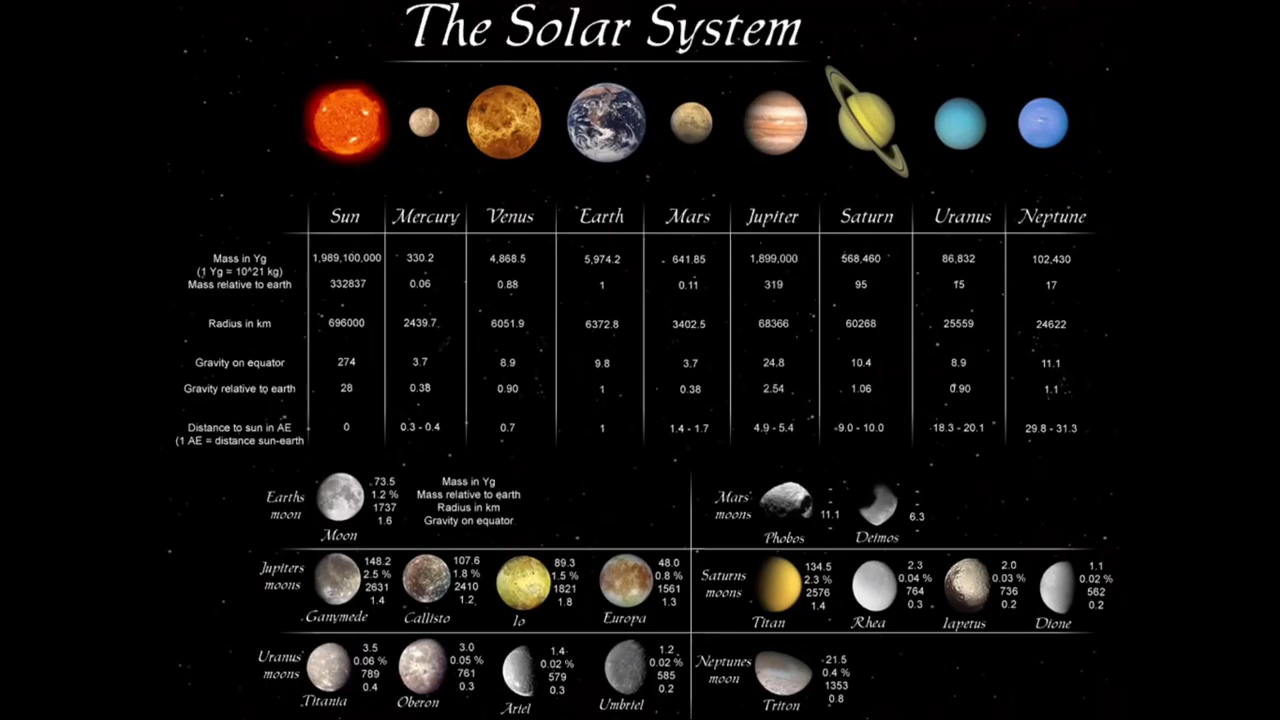 The Solar System
Sun Mercury Venus Earth Mars Jupiter Saturn Uranus Neptune
Mass in Yg 1,989,100,000 330.2 4,868.5 5,974.2 641.85 1,899,000 568,460 86,832 102,430
(1 Yg = 10^21 kg)
Mass relative to earth 332837 0.06 0.88 1 0.11 319 95 15 17
Radius in km 696000 2439.7 6051.9 6372.8 3402.5 68366 60268 25559 24622
Gravity on equator 274 3.7 8.9 9.8 3.7 24.8 10.4 8.9 11.1
Gravity relative to earth 28 0.38 0.90 1 0.38 2.54 1.06 0.90 1.1
Distance to sun in AE 0 0.3 - 0.4 0.7 1 1.4 - 1.7 4.9 - 5.4 9.0 - 10.0 18.3 - 20.1 29.8 - 31.3
(1 AE = distance sun-earth
Earths
moon
73.5
1.2 %
1737
1.6
Moon
Mass in Yg
Mass relative to earth
Radius in km
Gravity on equator
Mars'
moons
-
-
11.1
-
Phobos
-
-
6.3
-
Deimos
Jupiters
moons
148.2
2.5 %
2631
1.4
Ganymede
107.6
1.8 %
2410
1.2
Callisto
89.3
1.5 %
1821
1.8
Io
48.0
0.8 %
1561
1.3
Europa
Saturns
moons
134.5
2.3 %
2576
1.4
Titan
2.3
0.04 %
764
0.3
Rhea
2.0
0.03 %
736
0.2
Iapetus
1.1
0.02 %
562
0.2
Dione
Uranus'
moons
3.5
0.06 %
789
0.4
Titania
3.0
0.05 %
761
0.3
Oberon
1.4
0.02 %
579
0.3
Ariel
1.2
0.02 %
585
0.2
Umbriel
Neptunes
moon
21.5
0.4 %
1353
0.8
Triton